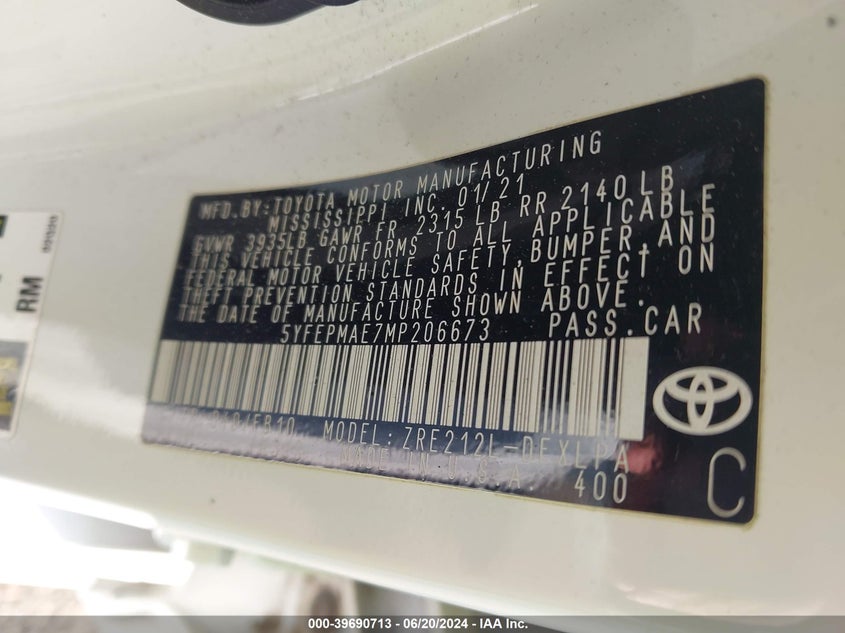 MFD.BY:TOYOTA MOTOR MANUFACTURING
MISSISSIPPI INC. 01/21
GVWR 3935LB GAWR FR 2315 LB RR 2140LB
THIS VEHICLE CONFORMS TO ALL APPLICABLE
FEDERAL MOTOR VEHICLE SAFETY,BUMPER,AND
THEFT PREVENTION STANDARDS IN EFFECT ON
THE DATE OF MANUFACTURE SHOWN ABOVE.
5YFEPMAE7MP206673 PASS.CAR
MODEL: ZRE212L-DEXLPA
MADE IN U.S.A. 400
C
RM
000-39690713 - 06/20/2024 - IAA Inc.